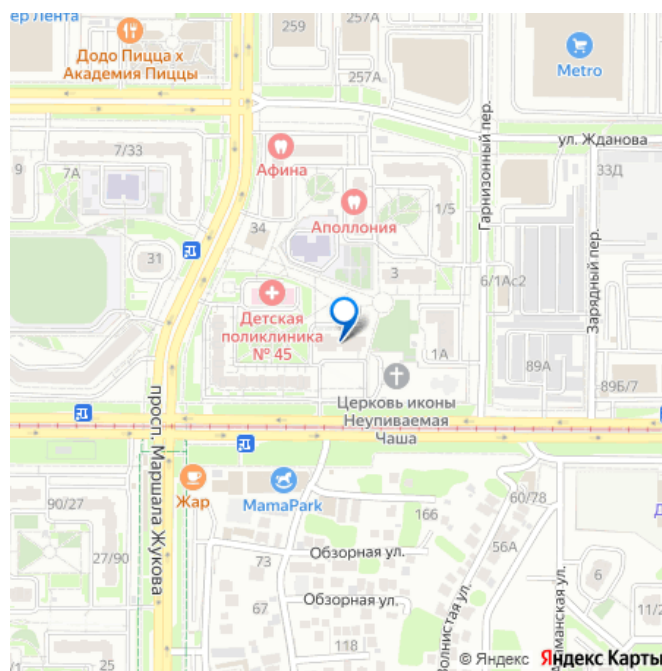 ер Лента
Додо Пицца х
Академия Пиццы
259
257А
257А
Metro
Гарнизонный пер.
ул. Жданова
7/33
9
7А
Афина
33Д
Аполлония
1/5
34
31
3
6/1Ас2
Зарядный пер.
Детская
поликлиника
№ 45
1А
89А
89Б/7
Церковь иконы
Неупиваемая
Чаша
просп. Маршала Жукова
Жар
MamaPark
90/27
166
60/78
27/90
73
Обзорная ул.
56А
6
67
Обзорная ул.
11/2
25
118
Волнистая ул.
© Яндекс Яндекс Карты